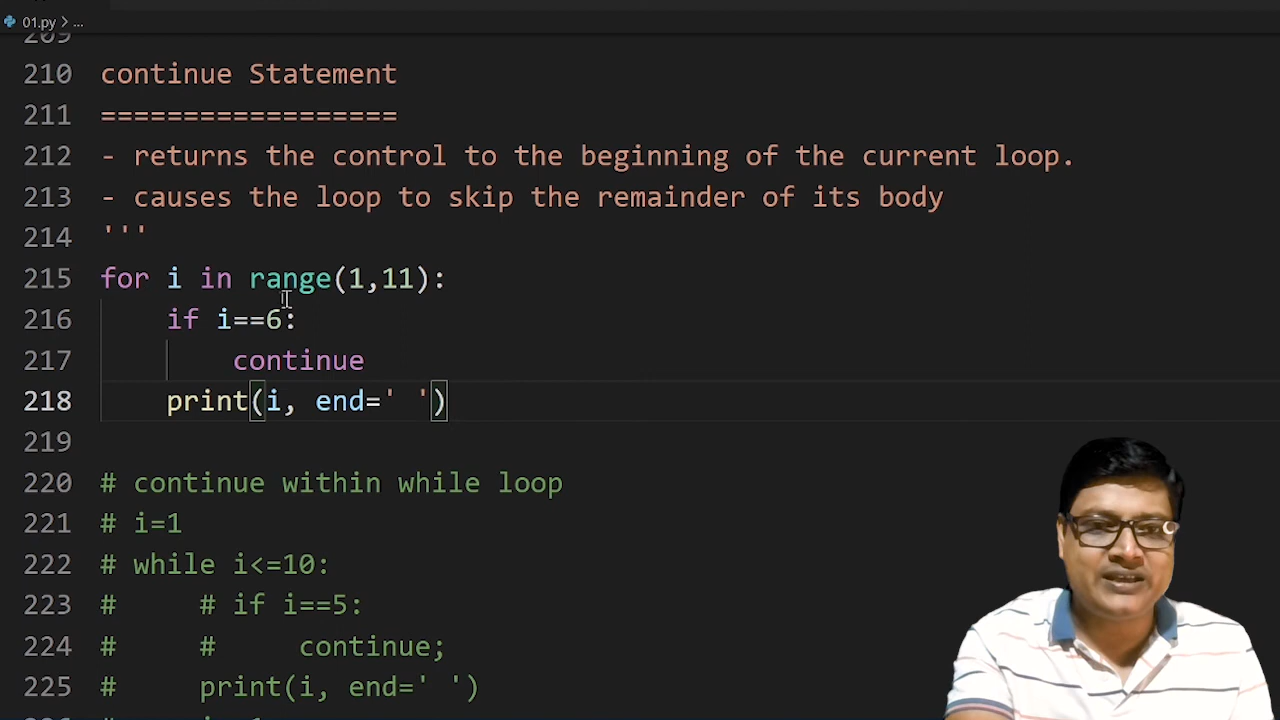 01.py > ...
209
210 continue Statement
211 ==================
212 - returns the control to the beginning of the current loop.
213 - causes the loop to skip the remainder of its body
214 '''
215 for i in range(1,11):
216     if i==6:
217         continue
218     print(i, end=' ')
219
220 # continue within while loop
221 # i=1
222 # while i<=10:
223 #     # if i==5:
224 #     #     continue;
225 #     print(i, end=' ')